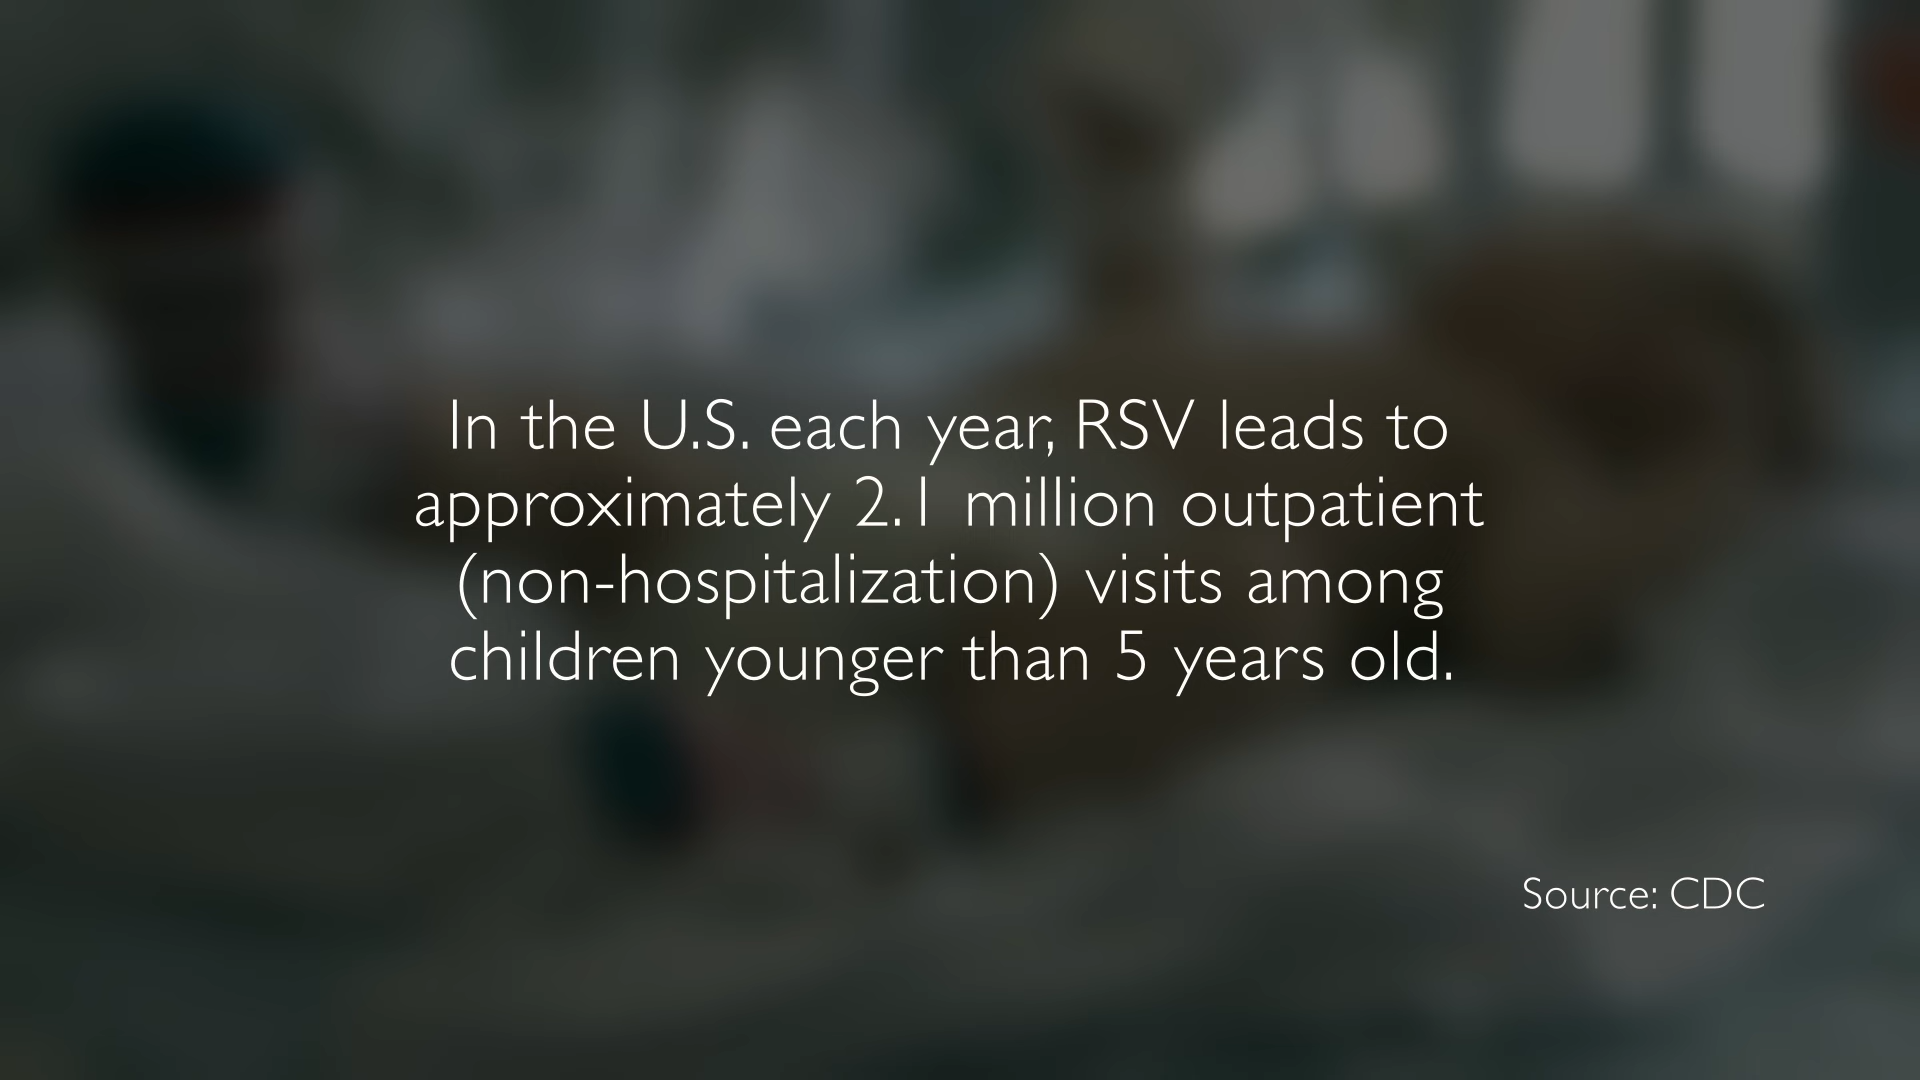 In the U.S. each year, RSV leads to
approximately 2.1 million outpatient
(non-hospitalization) visits among
children younger than 5 years old.
Source: CDC